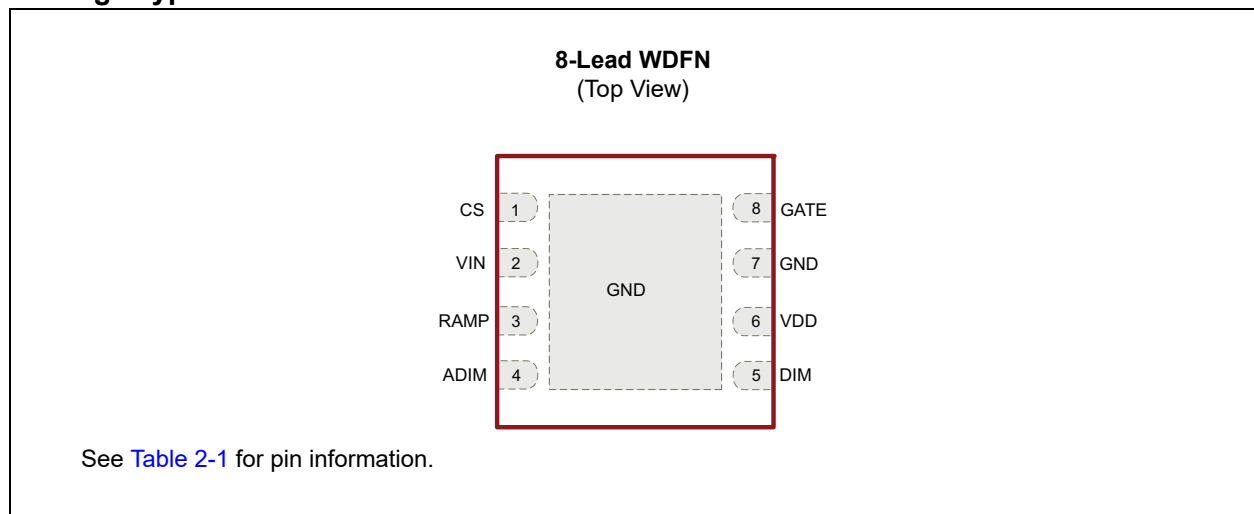 8-Lead WDFN
(Top View)
CS 1 8 GATE
VIN 2 7 GND
GND
RAMP 3 6 VDD
ADIM 4 5 DIM
See Table 2-1 for pin information.